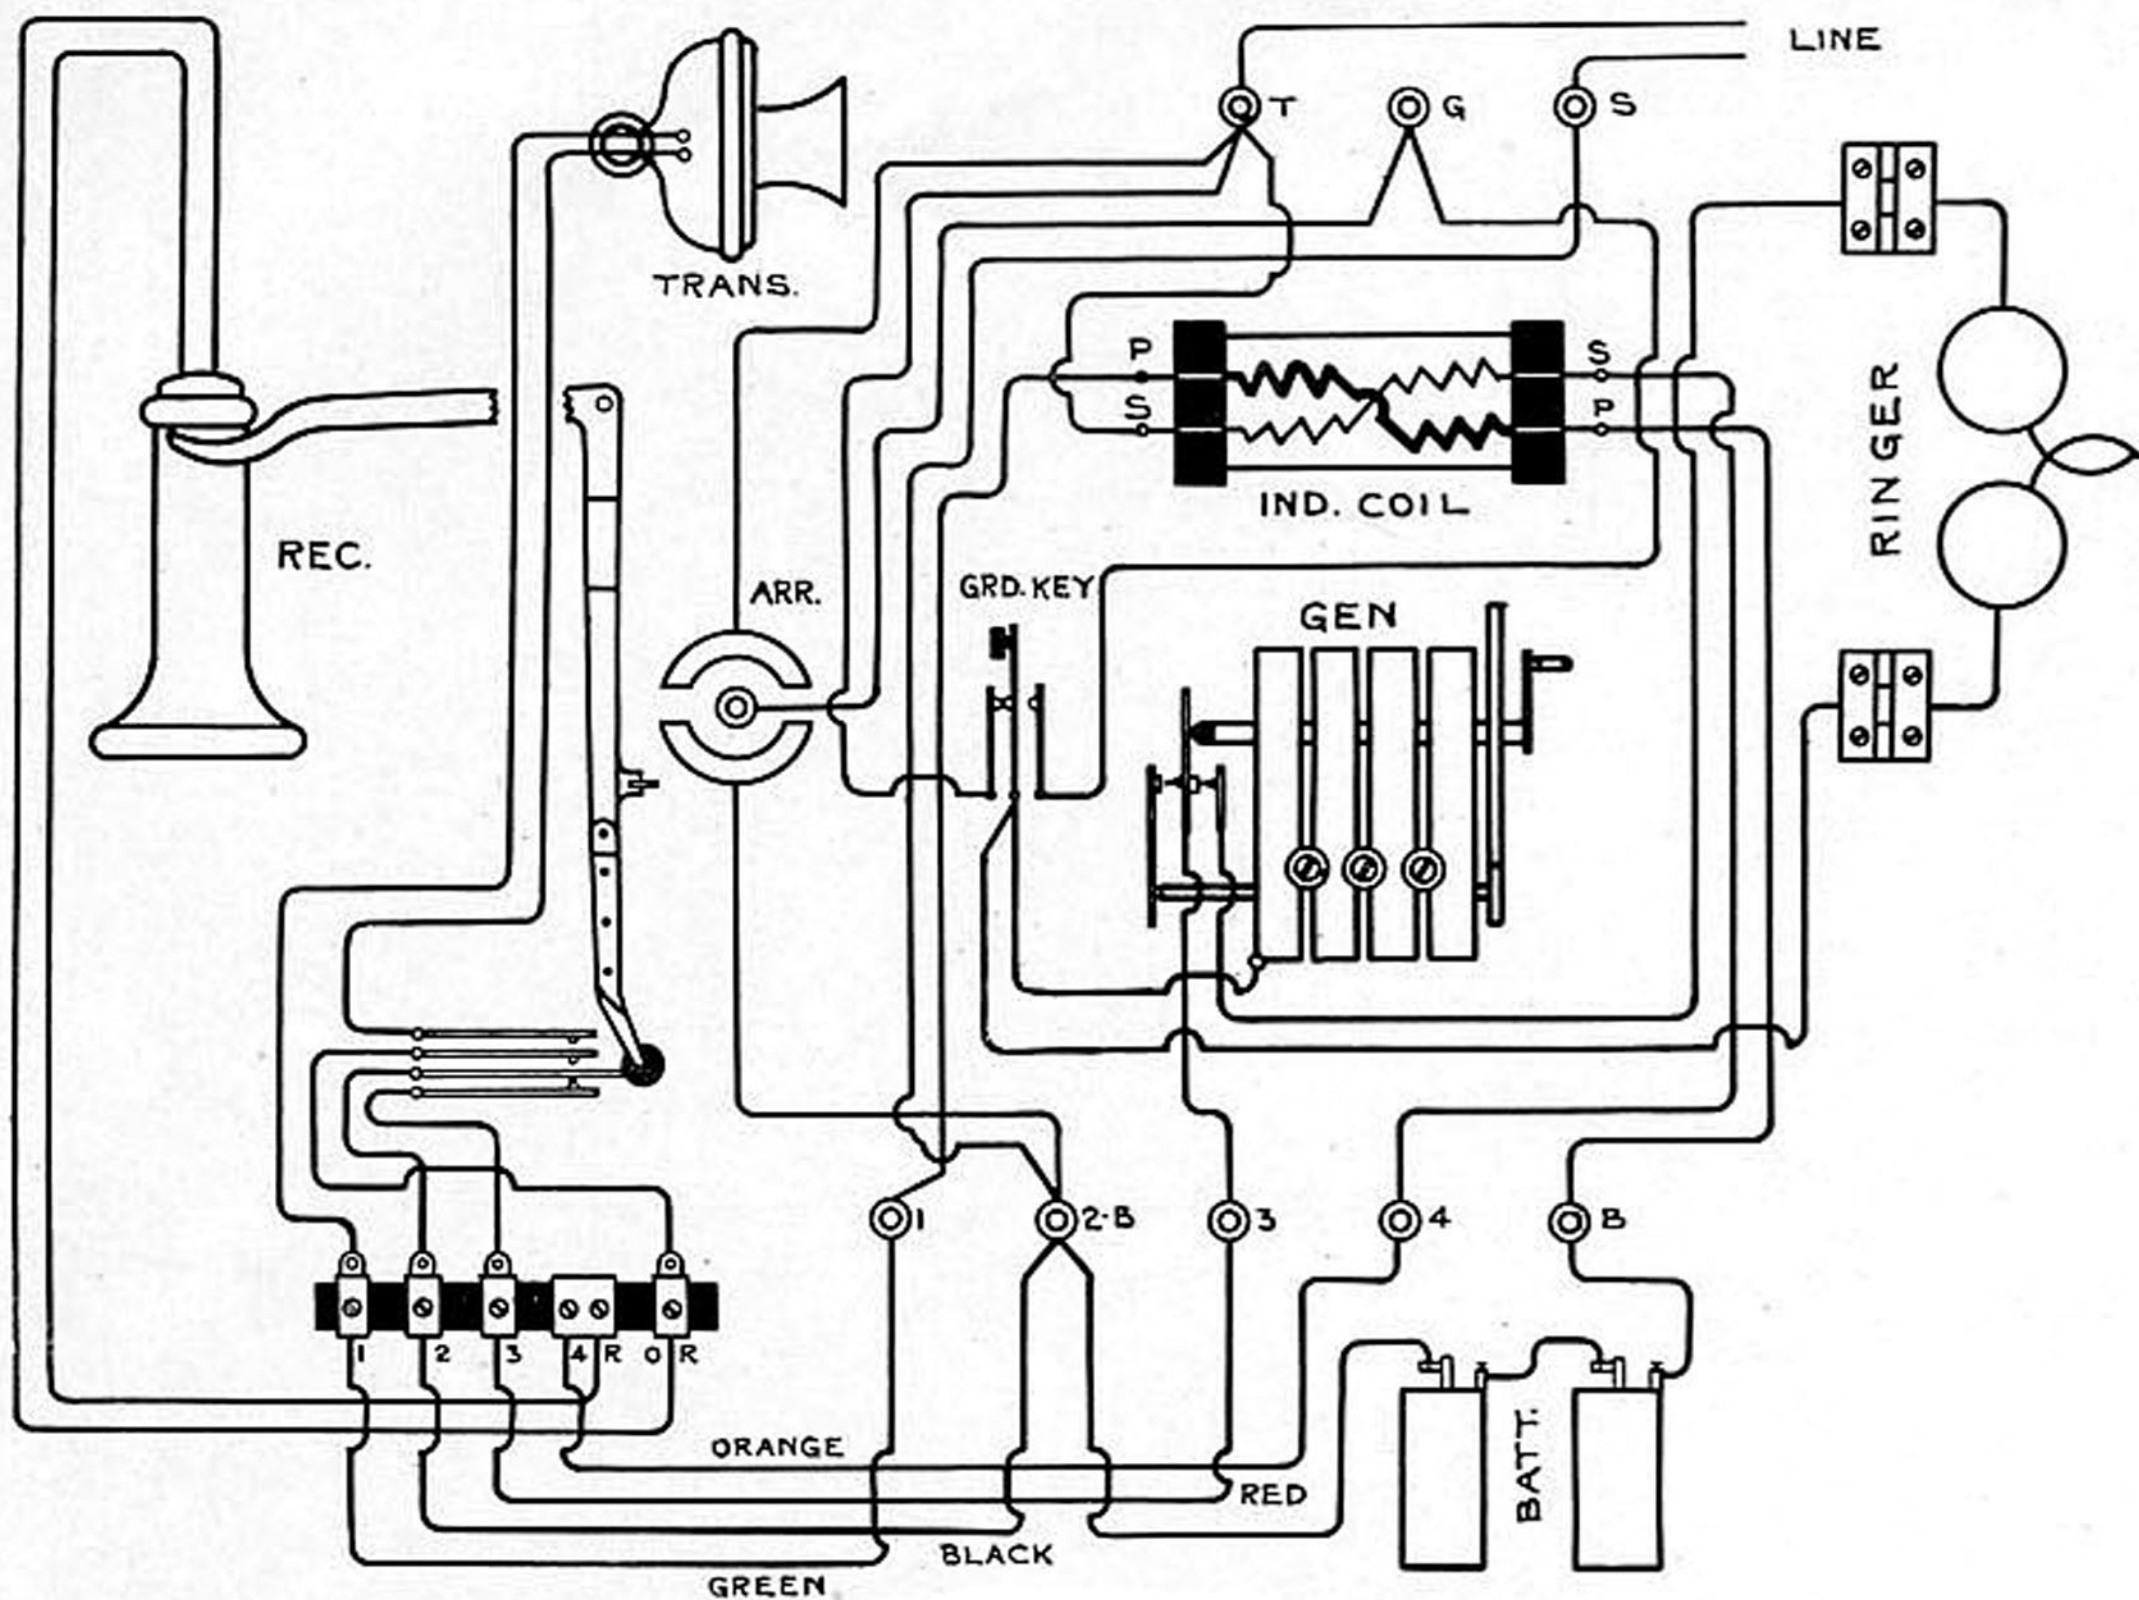 LINE
T
G
S
TRANS.
P
S
S
P
IND. COIL
RINGER
REC.
ARR.
GRD. KEY
GEN
1
2-B
3
4
B
1
2
3
4
R
O
R
ORANGE
RED
BLACK
GREEN
BATT.